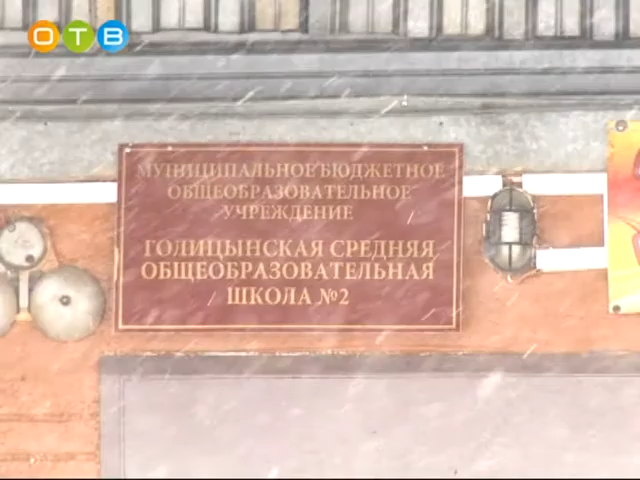 ОТВ
МУНИЦИПАЛЬНОЕ БЮДЖЕТНОЕ
ОБЩЕОБРАЗОВАТЕЛЬНОЕ
УЧРЕЖДЕНИЕ
ГОЛИЦЫНСКАЯ СРЕДНЯЯ
ОБЩЕОБРАЗОВАТЕЛЬНАЯ
ШКОЛА №2